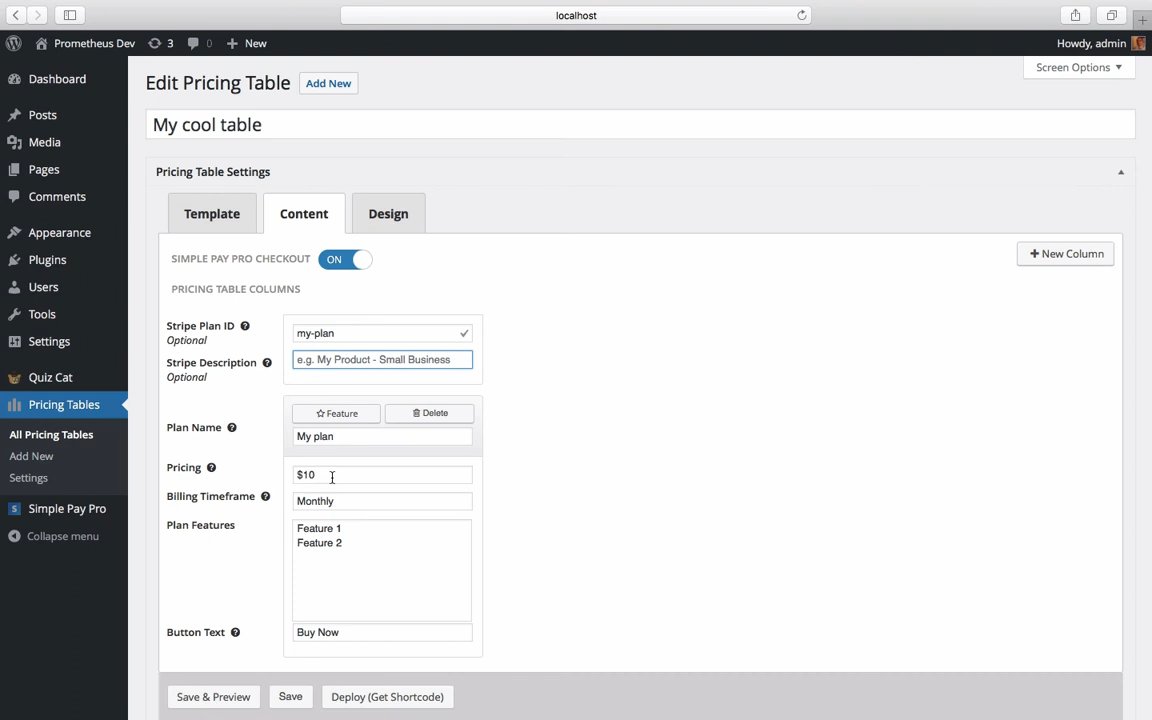 localhost
Prometheus Dev 3 0 New Howdy, admin
Screen Options
Dashboard
Posts
Media
Pages
Comments
Appearance
Plugins
Users
Tools
Settings
Quiz Cat
Pricing Tables
All Pricing Tables
Add New
Settings
S Simple Pay Pro
Collapse menu
Edit Pricing Table Add New
My cool table
Pricing Table Settings
Template Content Design
SIMPLE PAY PRO CHECKOUT ON
New Column
PRICING TABLE COLUMNS
Stripe Plan ID ? my-plan
Optional
Stripe Description ? e.g. My Product - Small Business
Optional
Feature Delete
Plan Name ? My plan
Pricing ? $10
Billing Timeframe ? Monthly
Plan Features Feature 1
Feature 2
Button Text ? Buy Now
Save & Preview Save Deploy (Get Shortcode)